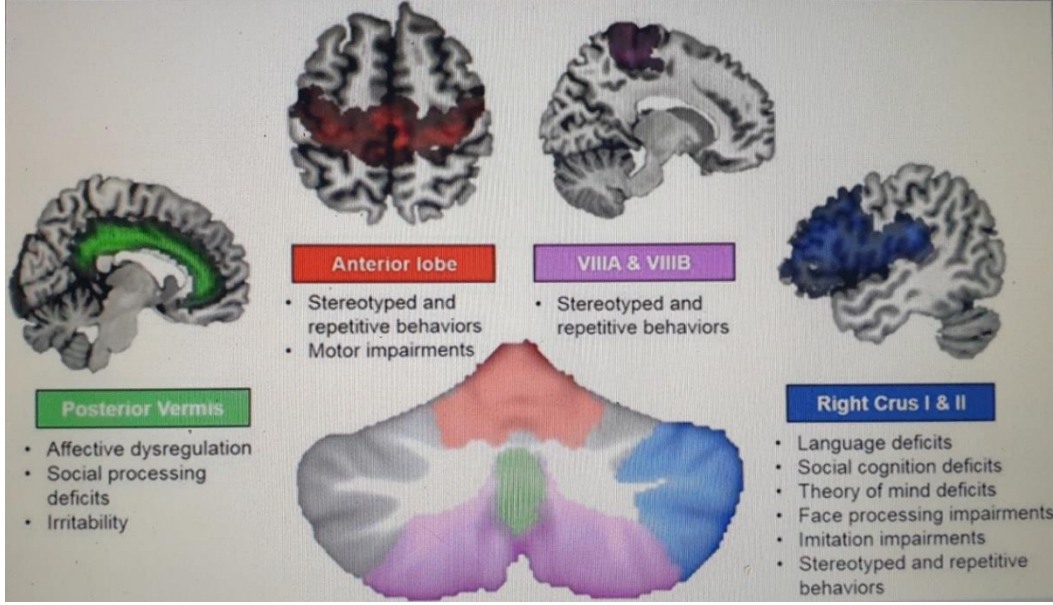 Anterior lobe
• Stereotyped and
repetitive behaviors
• Motor impairments
VIIIA & VIIIB
• Stereotyped and
repetitive behaviors
Posterior Vermis
• Affective dysregulation
• Social processing
deficits
• Irritability
Right Crus I & II
• Language deficits
• Social cognition deficits
• Theory of mind deficits
• Face processing impairments
• Imitation impairments
• Stereotyped and repetitive
behaviors